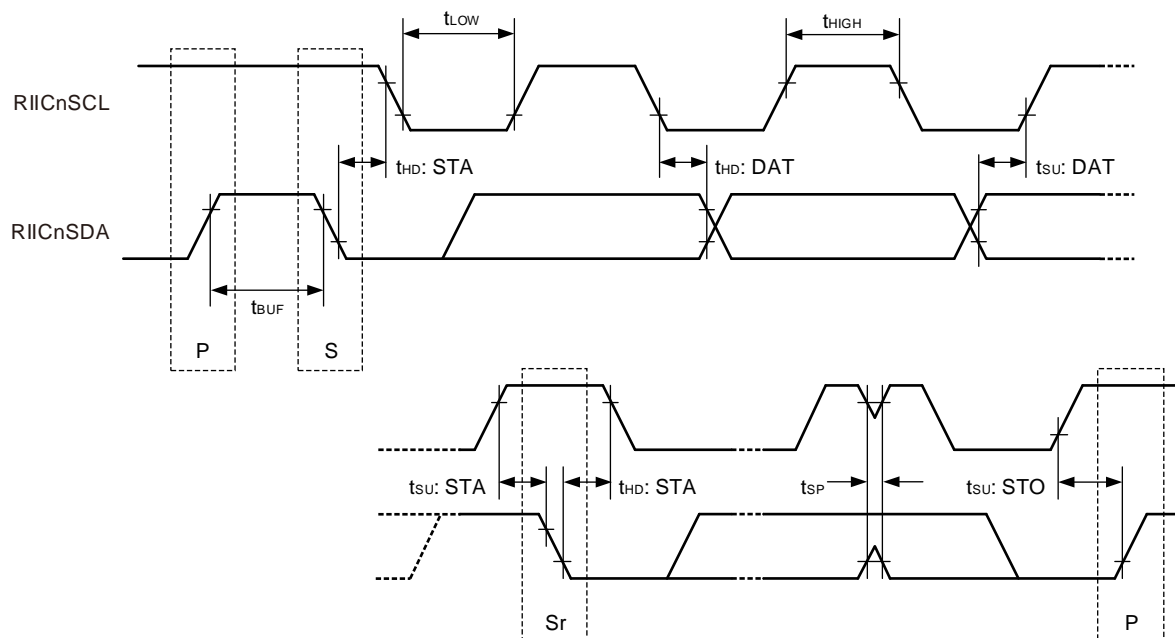 tLOW
tHIGH
RIICnSCL
tHD: STA
tHD: DAT
tSU: DAT
RIICnSDA
tBUF
P
S
tSU: STA
tHD: STA
tSP
tSU: STO
Sr
P